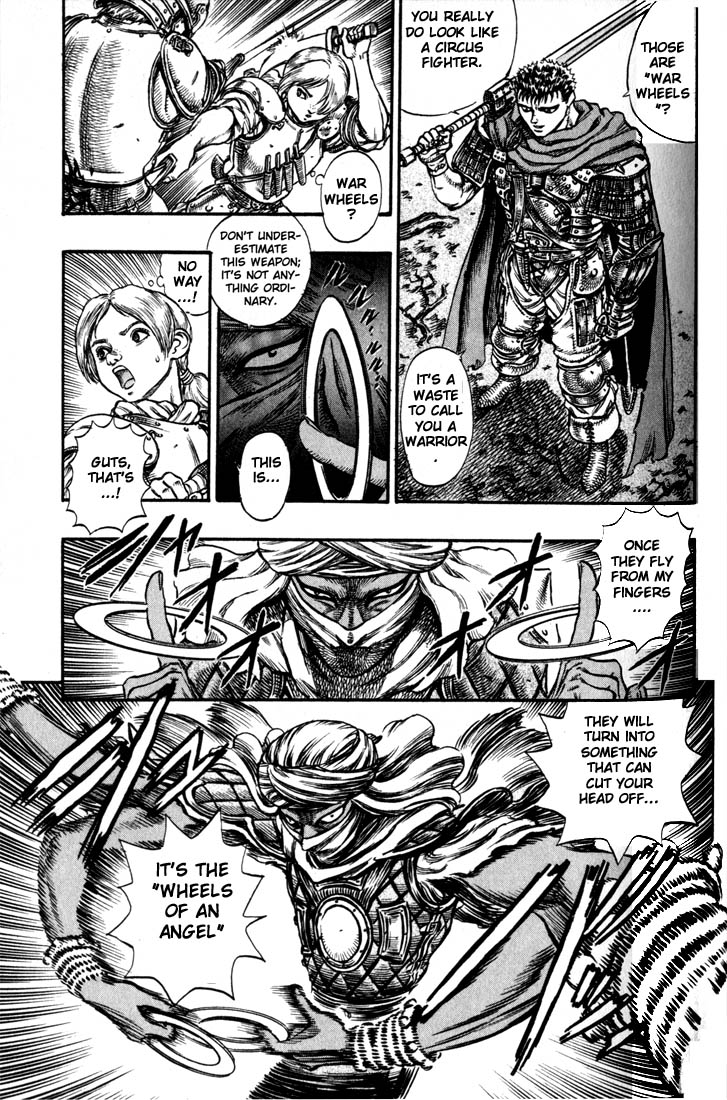 THOSE
ARE
"WAR
WHEELS
"?
YOU REALLY
DO LOOK LIKE
A CIRCUS
FIGHTER.
IT'S A
WASTE
TO CALL
YOU A
WARRIOR
.
WAR
WHEELS
?
DON'T UNDER-
ESTIMATE
THIS WEAPON;
IT'S NOT ANY-
THING ORDI-
NARY.
THIS
IS...
NO
WAY
...!
GUTS,
THAT'S
...!
ONCE
THEY FLY
FROM MY
FINGERS
....
THEY WILL
TURN INTO
SOMETHING
THAT CAN
CUT YOUR
HEAD OFF...
IT'S THE
"WHEELS
OF AN
ANGEL"